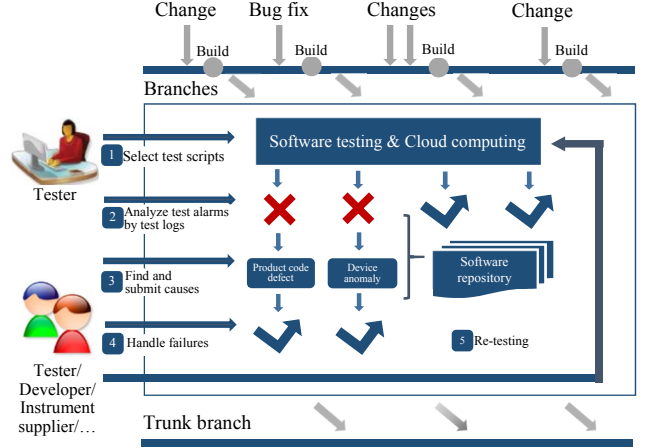 Change
Bug fix
Changes
Change
Build
Build
Build
Build
Branches
Software testing & Cloud computing
1 Select test scripts
Tester
2 Analyze test alarms
by test logs
3 Find and
submit causes
Product code
defect
Device
anomaly
Software
repository
4 Handle failures
5 Re-testing
Tester/
Developer/
Instrument
supplier/…
Trunk branch